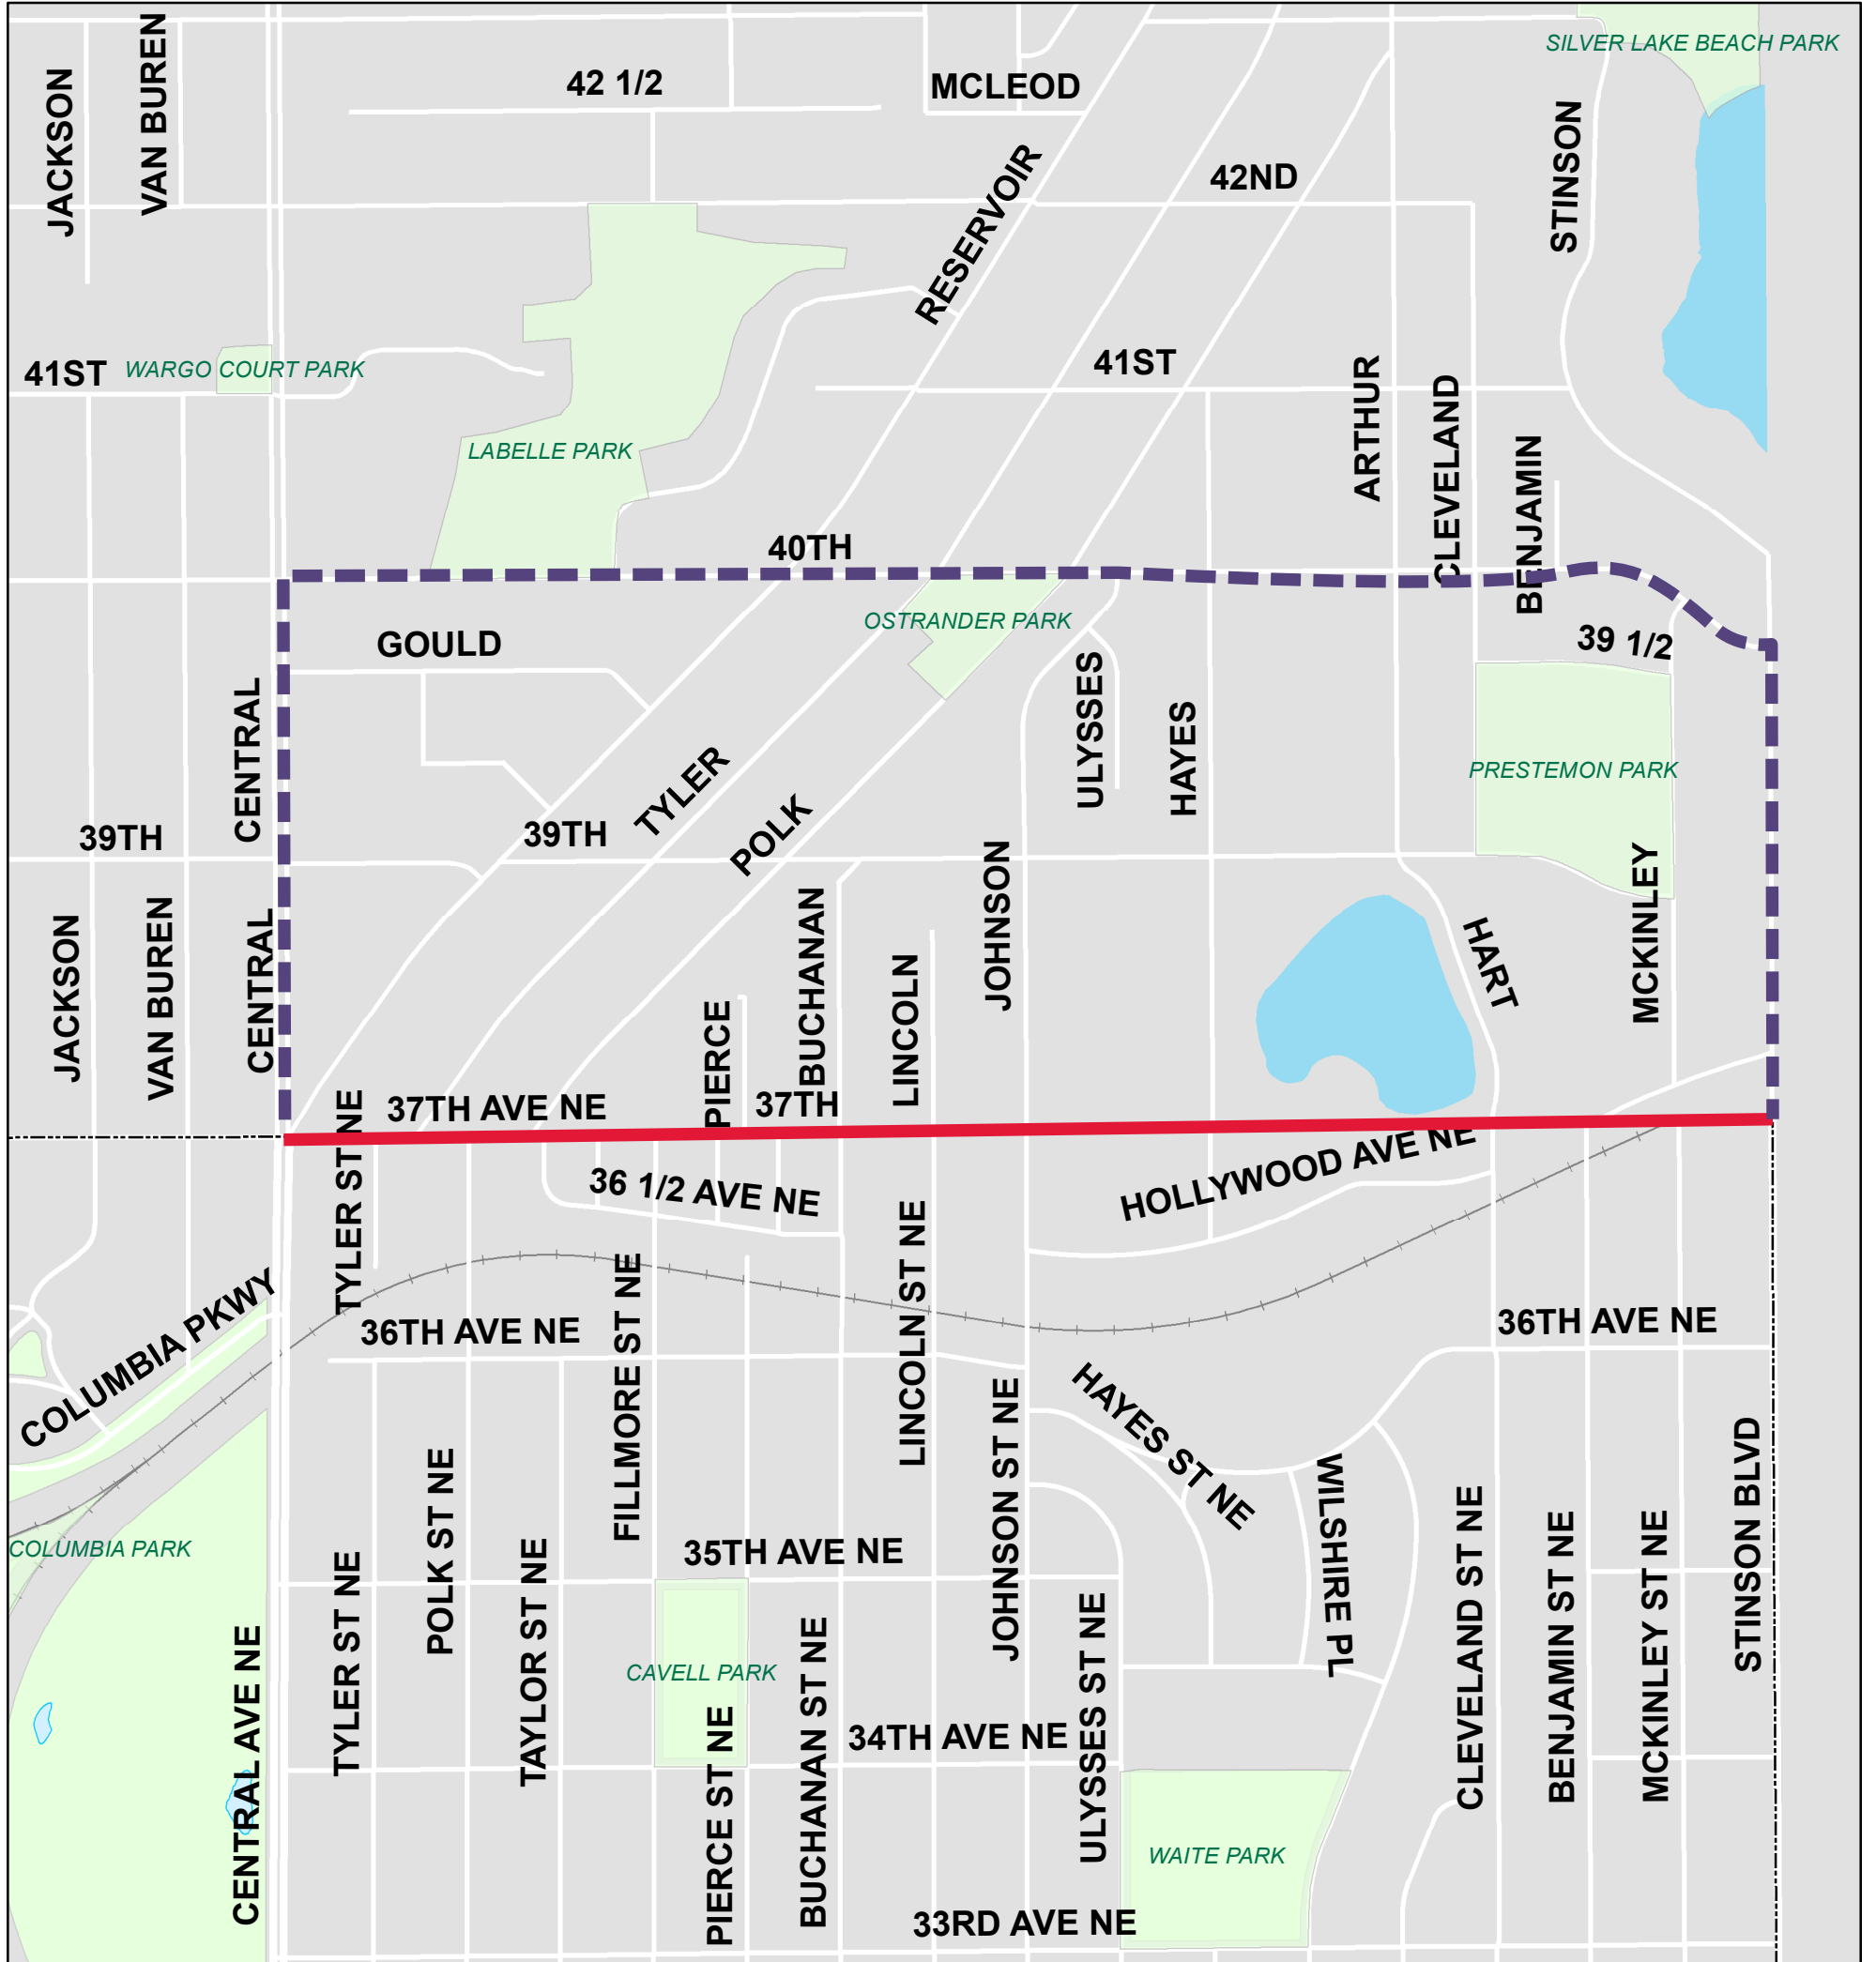 SILVER LAKE BEACH PARK
JACKSON
VAN BUREN
42 1/2
MCLEOD
STINSON
RESERVOIR
42ND
41ST
WARGO COURT PARK
41ST
ARTHUR
CLEVELAND
BENJAMIN
LABELLE PARK
40TH
OSTRANDER PARK
GOULD
39 1/2
CENTRAL
ULYSSES
HAYES
PRESTEMON PARK
TYLER
POLK
39TH
39TH
JOHNSON
MCKINLEY
JACKSON
VAN BUREN
CENTRAL
BUCHANAN
LINCOLN
HART
PIERCE
37TH AVE NE
37TH
TYLER ST NE
36 1/2 AVE NE
HOLLYWOOD AVE NE
LINCOLN ST NE
FILLMORE ST NE
COLUMBIA PKWY
36TH AVE NE
36TH AVE NE
JOHNSON ST NE
HAYES ST NE
WILSHIRE PL
STINSON BLVD
POLK ST NE
COLUMBIA PARK
35TH AVE NE
TYLER ST NE
TAYLOR ST NE
CLEVELAND ST NE
BENJAMIN ST NE
MCKINLEY ST NE
CENTRAL AVE NE
CAVELL PARK
BUCHANAN ST NE
ULYSSES ST NE
PIERCE ST NE
34TH AVE NE
WAITE PARK
33RD AVE NE